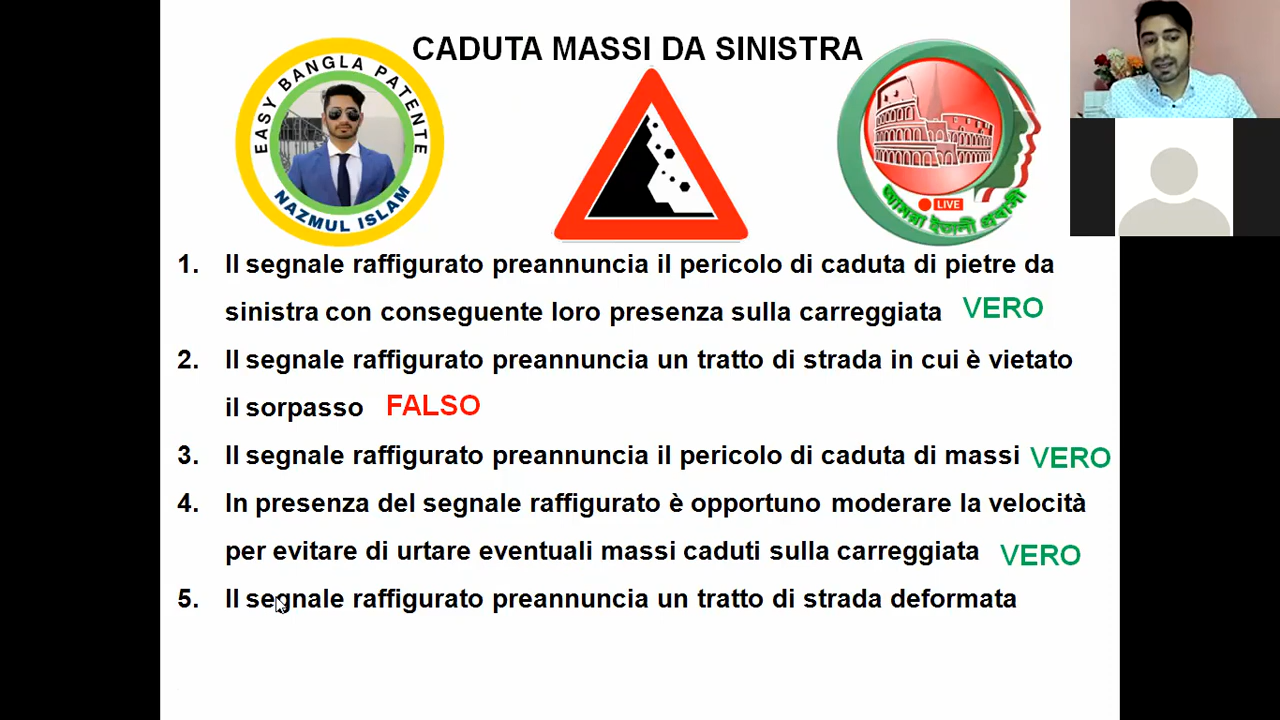 CADUTA MASSI DA SINISTRA
EASY BANGLA PATENTE
NAZMUL ISLAM
LIVE
আমরা ইতালী প্রবাসী
1. Il segnale raffigurato preannuncia il pericolo di caduta di pietre da
sinistra con conseguente loro presenza sulla carreggiata VERO
2. Il segnale raffigurato preannuncia un tratto di strada in cui è vietato
il sorpasso FALSO
3. Il segnale raffigurato preannuncia il pericolo di caduta di massi VERO
4. In presenza del segnale raffigurato è opportuno moderare la velocità
per evitare di urtare eventuali massi caduti sulla carreggiata VERO
5. Il segnale raffigurato preannuncia un tratto di strada deformata